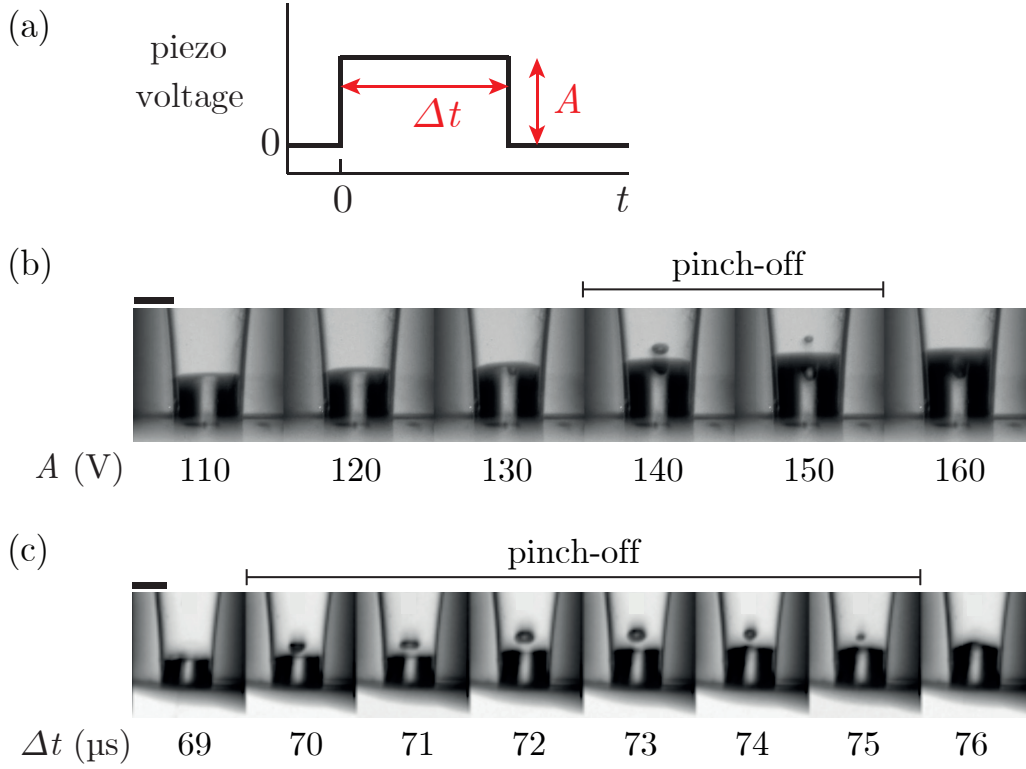 (a)
piezo
voltage
Δt
A
0
0
t
(b)
pinch-off
A (V) 110 120 130 140 150 160
(c)
pinch-off
Δt (μs) 69 70 71 72 73 74 75 76